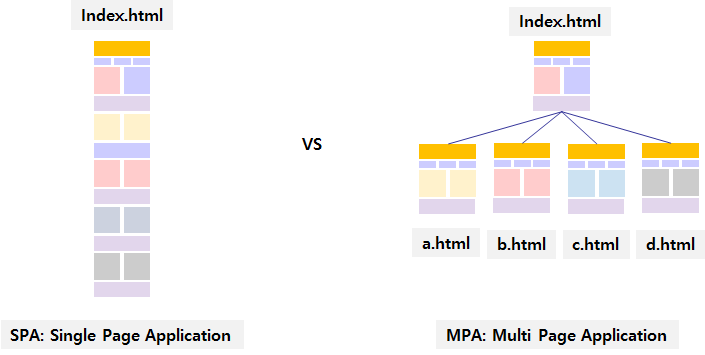 Index.html
Index.html
VS
a.html
b.html
c.html
d.html
SPA: Single Page Application
MPA: Multi Page Application